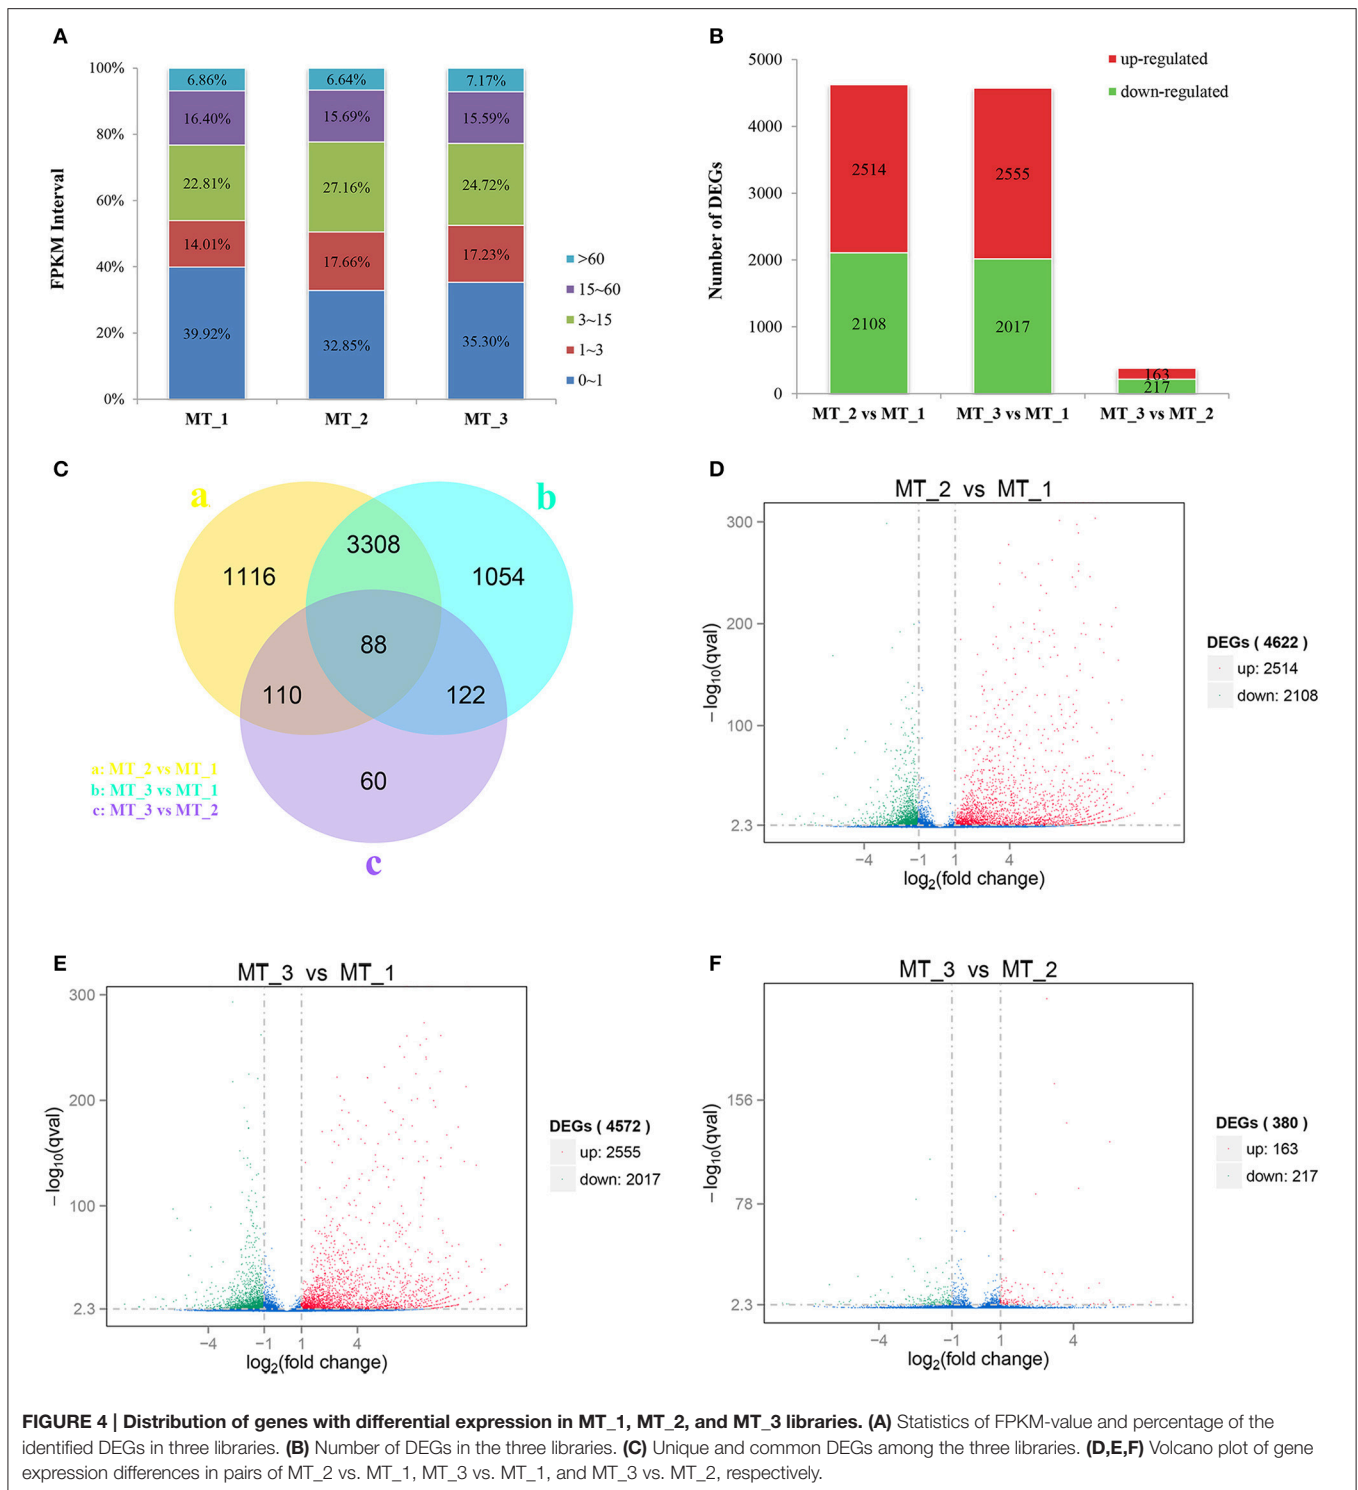 A
100%
80%
60%
40%
20%
0%
FPKM Interval
6.86%
16.40%
22.81%
14.01%
39.92%
6.64%
15.69%
27.16%
17.66%
32.85%
7.17%
15.59%
24.72%
17.23%
35.30%
MT_1
MT_2
MT_3
>60
15~60
3~15
1~3
0~1
B
5000
4000
3000
2000
1000
0
Number of DEGs
up-regulated
down-regulated
2514
2108
2555
2017
163
217
MT_2 vs MT_1
MT_3 vs MT_1
MT_3 vs MT_2
C
a
b
3308
1116
1054
88
110
122
60
c
a: MT_2 vs MT_1
b: MT_3 vs MT_1
c: MT_3 vs MT_2
D
MT_2 vs MT_1
300
200
100
2.3
−log10(qval)
−4
−1
1
4
log2(fold change)
DEGs ( 4622 )
up: 2514
down: 2108
E
MT_3 vs MT_1
300
200
100
2.3
−log10(qval)
−4
−1
1
4
log2(fold change)
DEGs ( 4572 )
up: 2555
down: 2017
F
MT_3 vs MT_2
156
78
2.3
−log10(qval)
−4
−1
1
4
log2(fold change)
DEGs ( 380 )
up: 163
down: 217
FIGURE 4 | Distribution of genes with differential expression in MT_1, MT_2, and MT_3 libraries. (A) Statistics of FPKM-value and percentage of the
identified DEGs in three libraries. (B) Number of DEGs in the three libraries. (C) Unique and common DEGs among the three libraries. (D,E,F) Volcano plot of gene
expression differences in pairs of MT_2 vs. MT_1, MT_3 vs. MT_1, and MT_3 vs. MT_2, respectively.